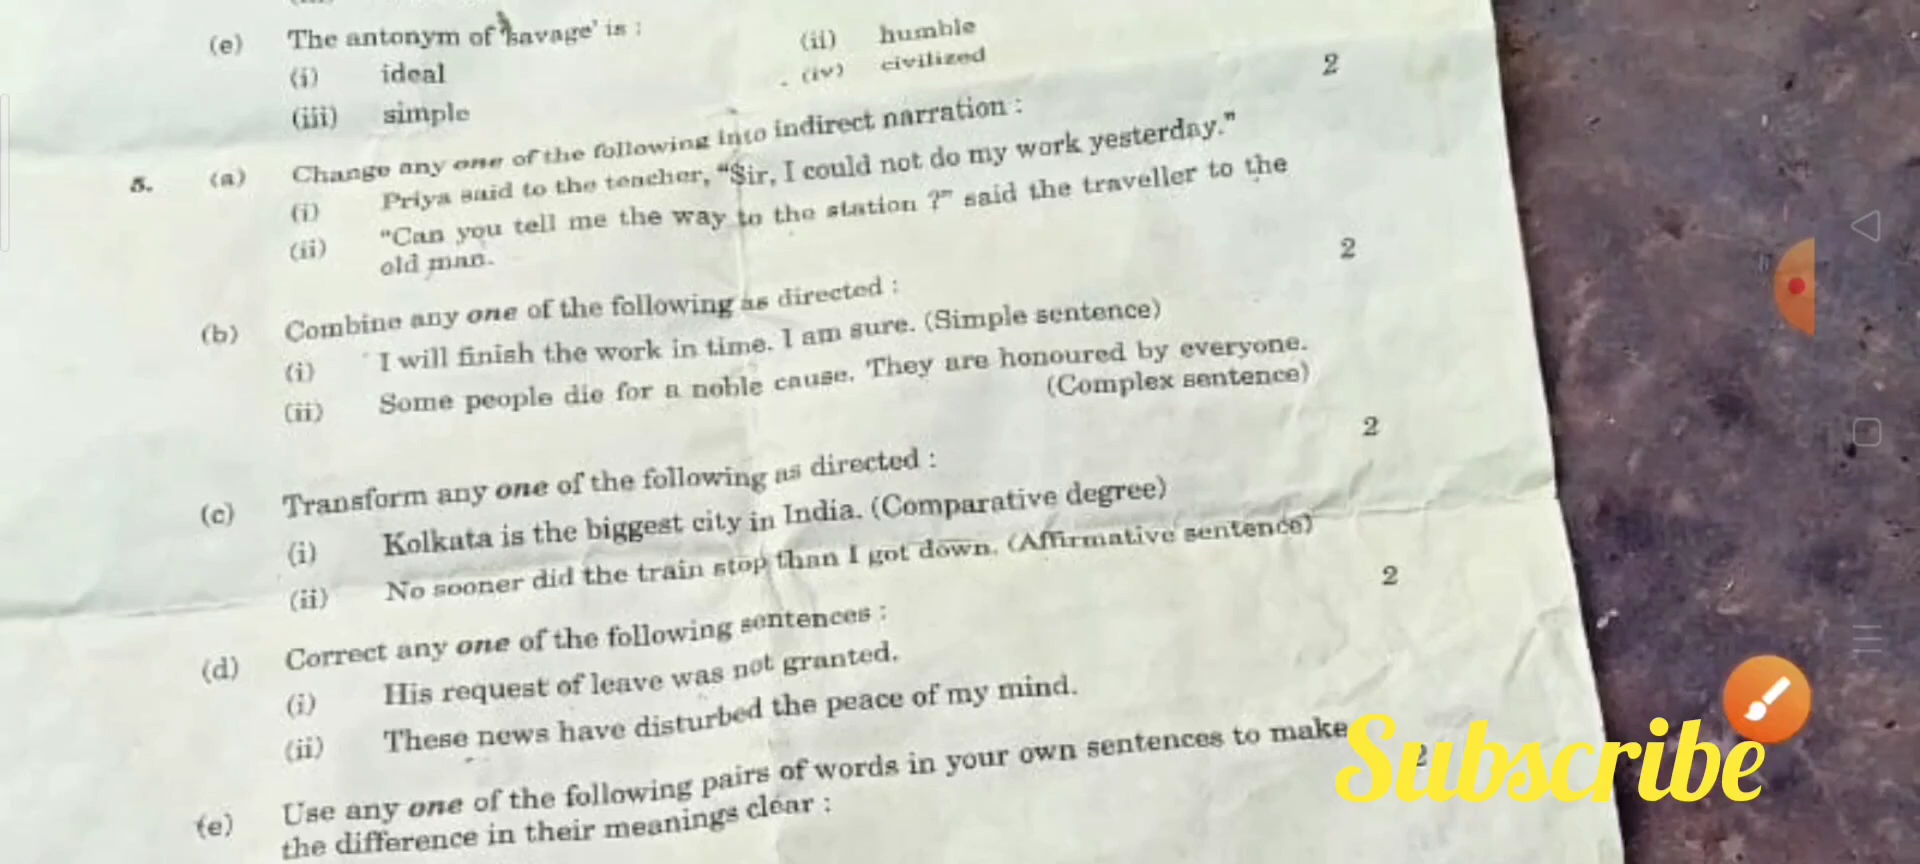 (e) The antonym of 'savage' is :
(i) ideal (ii) humble
(iii) simple (iv) civilized
2
5. (a) Change any one of the following into indirect narration :
(i) Priya said to the teacher, "Sir, I could not do my work yesterday."
(ii) "Can you tell me the way to the station ?" said the traveller to the
old man.
2
(b) Combine any one of the following as directed :
(i) I will finish the work in time. I am sure. (Simple sentence)
(ii) Some people die for a noble cause. They are honoured by everyone.
(Complex sentence)
2
(c) Transform any one of the following as directed :
(i) Kolkata is the biggest city in India. (Comparative degree)
(ii) No sooner did the train stop than I got down. (Affirmative sentence)
2
(d) Correct any one of the following sentences :
(i) His request of leave was not granted.
(ii) These news have disturbed the peace of my mind.
(e) Use any one of the following pairs of words in your own sentences to make 2
the difference in their meanings clear :
Subscribe